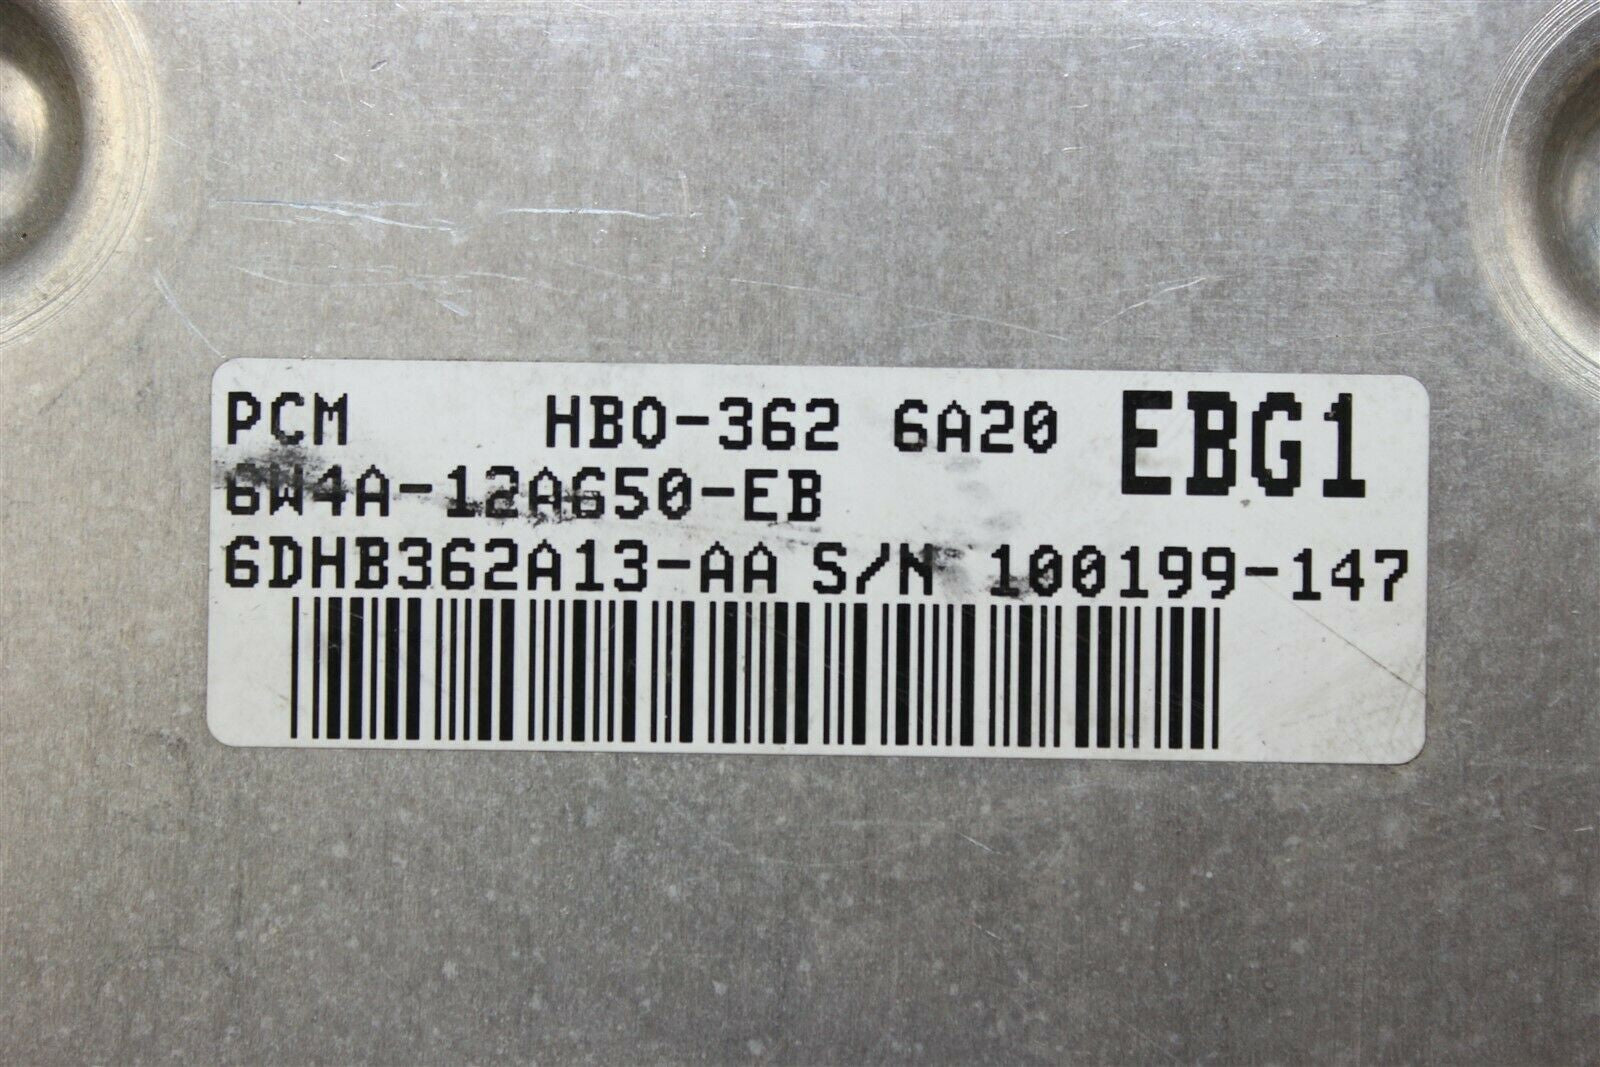 PCM HBO-362 6A20 EBG1
6W4A-12A650-EB
6DHB362A13-AA S/N 100199-147